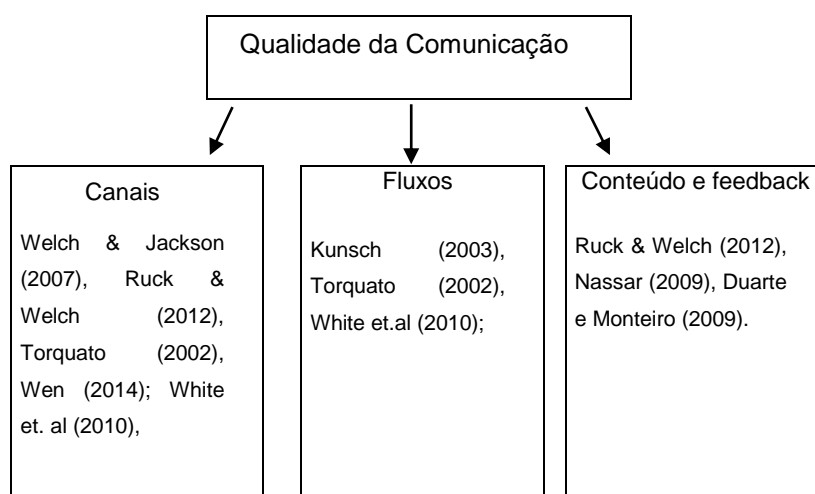 Qualidade da Comunicação
Canais
Welch & Jackson
(2007), Ruck &
Welch (2012),
Torquato (2002),
Wen (2014); White
et. al (2010),
Fluxos
Kunsch (2003),
Torquato (2002),
White et.al (2010);
Conteúdo e feedback
Ruck & Welch (2012),
Nassar (2009), Duarte
e Monteiro (2009).